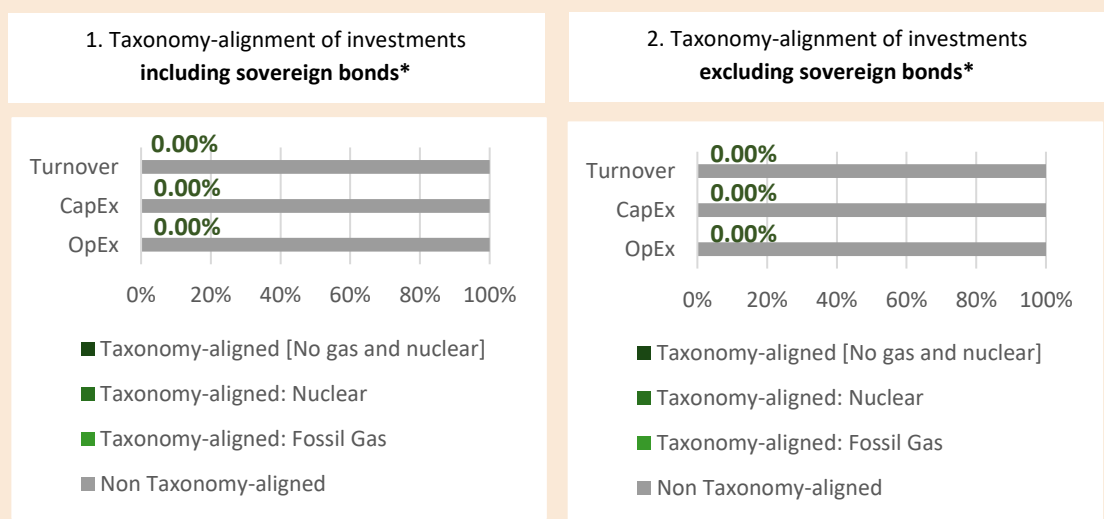 1. Taxonomy-alignment of investments
including sovereign bonds*
0.00%
Turnover
0.00%
CapEx
0.00%
OpEx
0% 20% 40% 60% 80% 100%
Taxonomy-aligned [No gas and nuclear]
Taxonomy-aligned: Nuclear
Taxonomy-aligned: Fossil Gas
Non Taxonomy-aligned
2. Taxonomy-alignment of investments
excluding sovereign bonds*
0.00%
Turnover
0.00%
CapEx
0.00%
OpEx
0% 20% 40% 60% 80% 100%
Taxonomy-aligned [No gas and nuclear]
Taxonomy-aligned: Nuclear
Taxonomy-aligned: Fossil Gas
Non Taxonomy-aligned